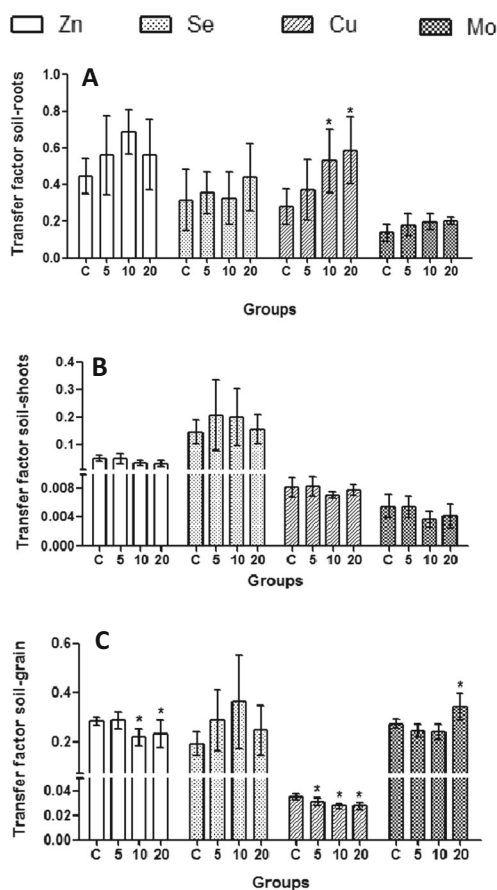 Zn Se Cu Mo
A
Transfer factor soil-roots
1.0
0.8
0.6
0.4
0.2
0.0
* *
C 5 10 20 C 5 10 20 C 5 10 20 C 5 10 20
Groups
B
Transfer factor soil-shoots
0.4
0.3
0.2
0.1
0.008
0.004
0.000
C 5 10 20 C 5 10 20 C 5 10 20 C 5 10 20
Groups
C
Transfer factor soil-grain
0.6
0.4
0.2
0.04
0.02
0.00
* * * * * *
C 5 10 20 C 5 10 20 C 5 10 20 C 5 10 20
Groups